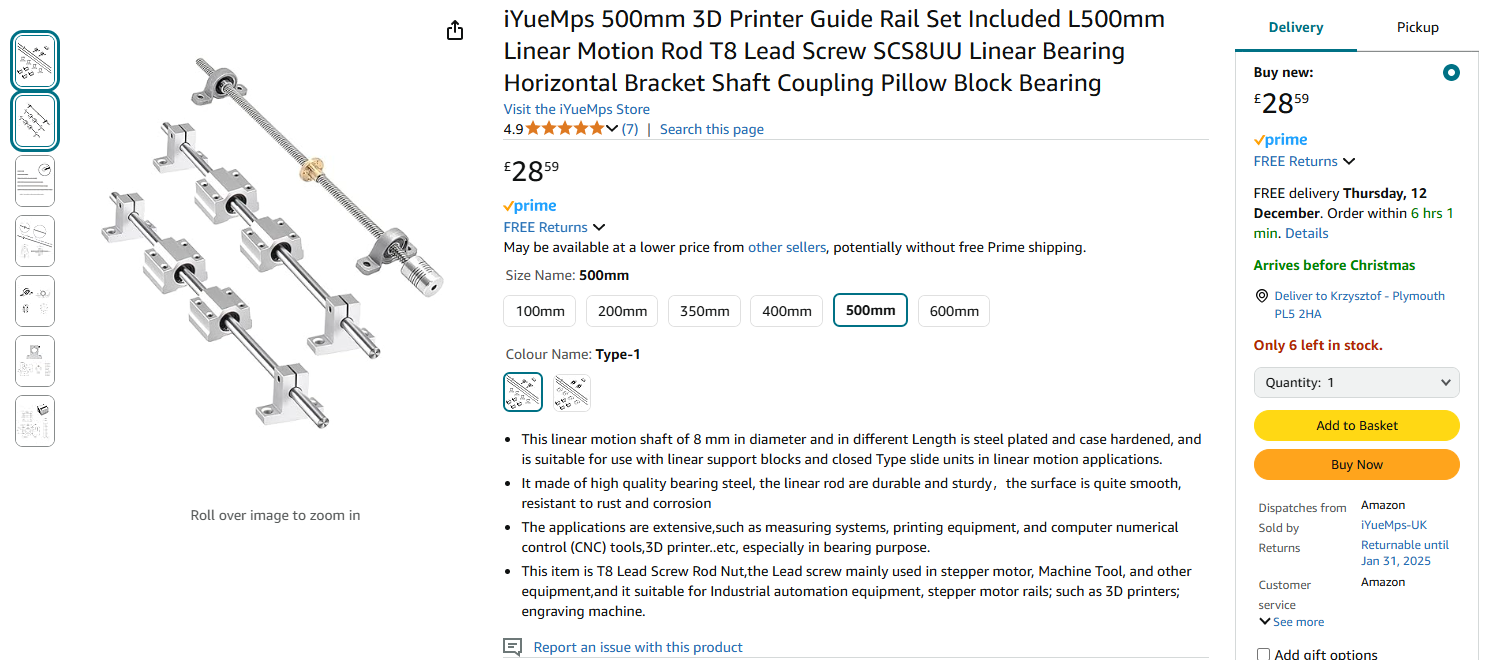 iYueMps 500mm 3D Printer Guide Rail Set Included L500mm
Linear Motion Rod T8 Lead Screw SCS8UU Linear Bearing
Horizontal Bracket Shaft Coupling Pillow Block Bearing
Visit the iYueMps Store
4.9 (7) | Search this page
£2859
prime
FREE Returns
May be available at a lower price from other sellers, potentially without free Prime shipping.
Size Name: 500mm
100mm 200mm 350mm 400mm 500mm 600mm
Colour Name: Type-1
• This linear motion shaft of 8 mm in diameter and in different Length is steel plated and case hardened, and
is suitable for use with linear support blocks and closed Type slide units in linear motion applications.
• It made of high quality bearing steel, the linear rod are durable and sturdy，the surface is quite smooth,
resistant to rust and corrosion
• The applications are extensive,such as measuring systems, printing equipment, and computer numerical
control (CNC) tools,3D printer..etc, especially in bearing purpose.
• This item is T8 Lead Screw Rod Nut,the Lead screw mainly used in stepper motor, Machine Tool, and other
equipment,and it suitable for Industrial automation equipment, stepper motor rails; such as 3D printers;
engraving machine.
Report an issue with this product
Roll over image to zoom in
Delivery Pickup
Buy new:
£2859
prime
FREE Returns
FREE delivery Thursday, 12
December. Order within 6 hrs 1
min. Details
Arrives before Christmas
Deliver to Krzysztof - Plymouth
PL5 2HA
Only 6 left in stock.
Quantity: 1
Add to Basket
Buy Now
Dispatches from Amazon
Sold by iYueMps-UK
Returns Returnable until
Jan 31, 2025
Customer Amazon
service
See more
Add gift options